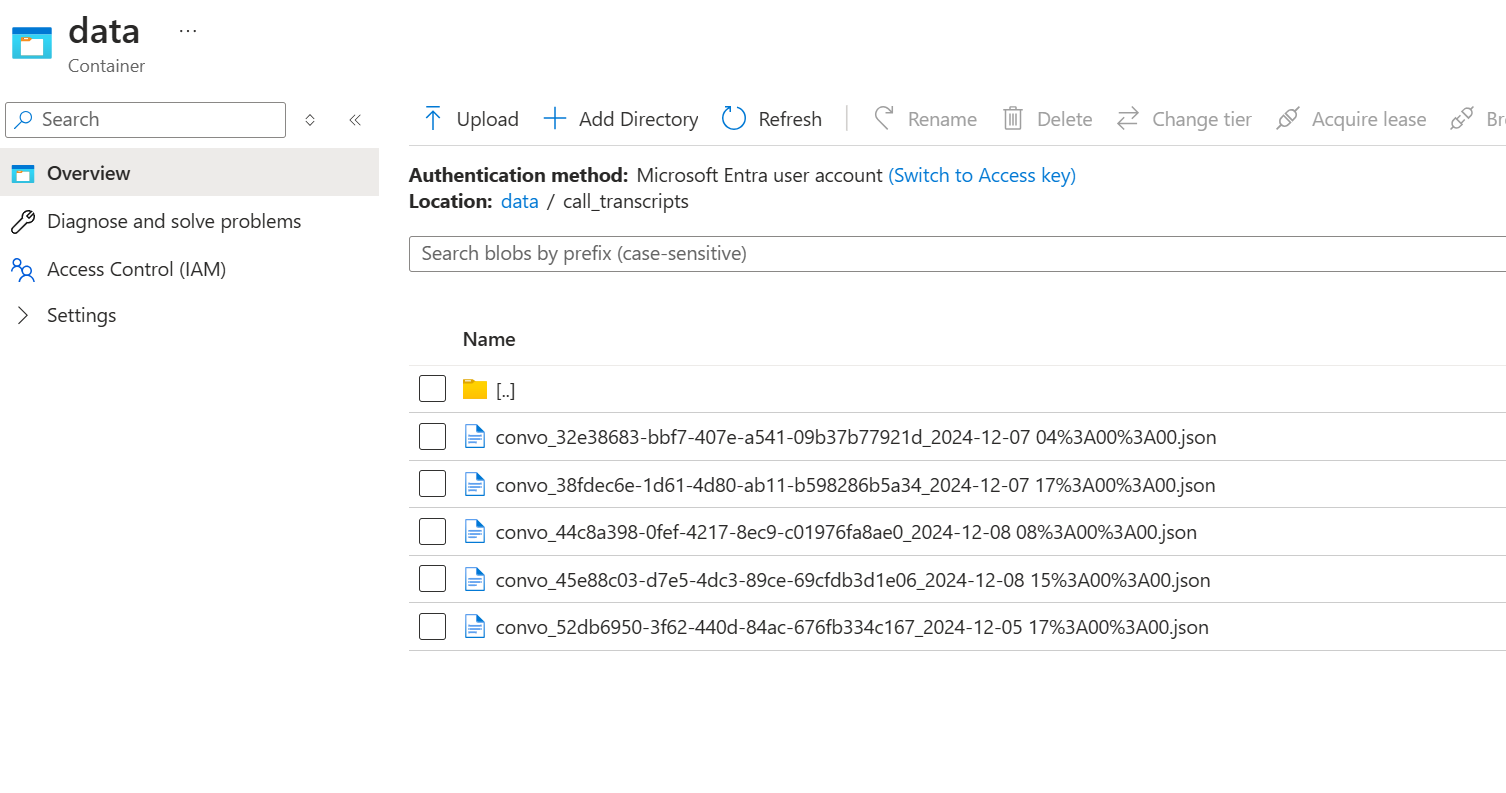 data ...
Container
Search
Overview
Diagnose and solve problems
Access Control (IAM)
Settings
Upload Add Directory Refresh Rename Delete Change tier Acquire lease Br
Authentication method: Microsoft Entra user account (Switch to Access key)
Location: data / call_transcripts
Search blobs by prefix (case-sensitive)
Name
[..]
convo_32e38683-bbf7-407e-a541-09b37b77921d_2024-12-07 04%3A00%3A00.json
convo_38fdec6e-1d61-4d80-ab11-b598286b5a34_2024-12-07 17%3A00%3A00.json
convo_44c8a398-0fef-4217-8ec9-c01976fa8ae0_2024-12-08 08%3A00%3A00.json
convo_45e88c03-d7e5-4dc3-89ce-69cfdb3d1e06_2024-12-08 15%3A00%3A00.json
convo_52db6950-3f62-440d-84ac-676fb334c167_2024-12-05 17%3A00%3A00.json